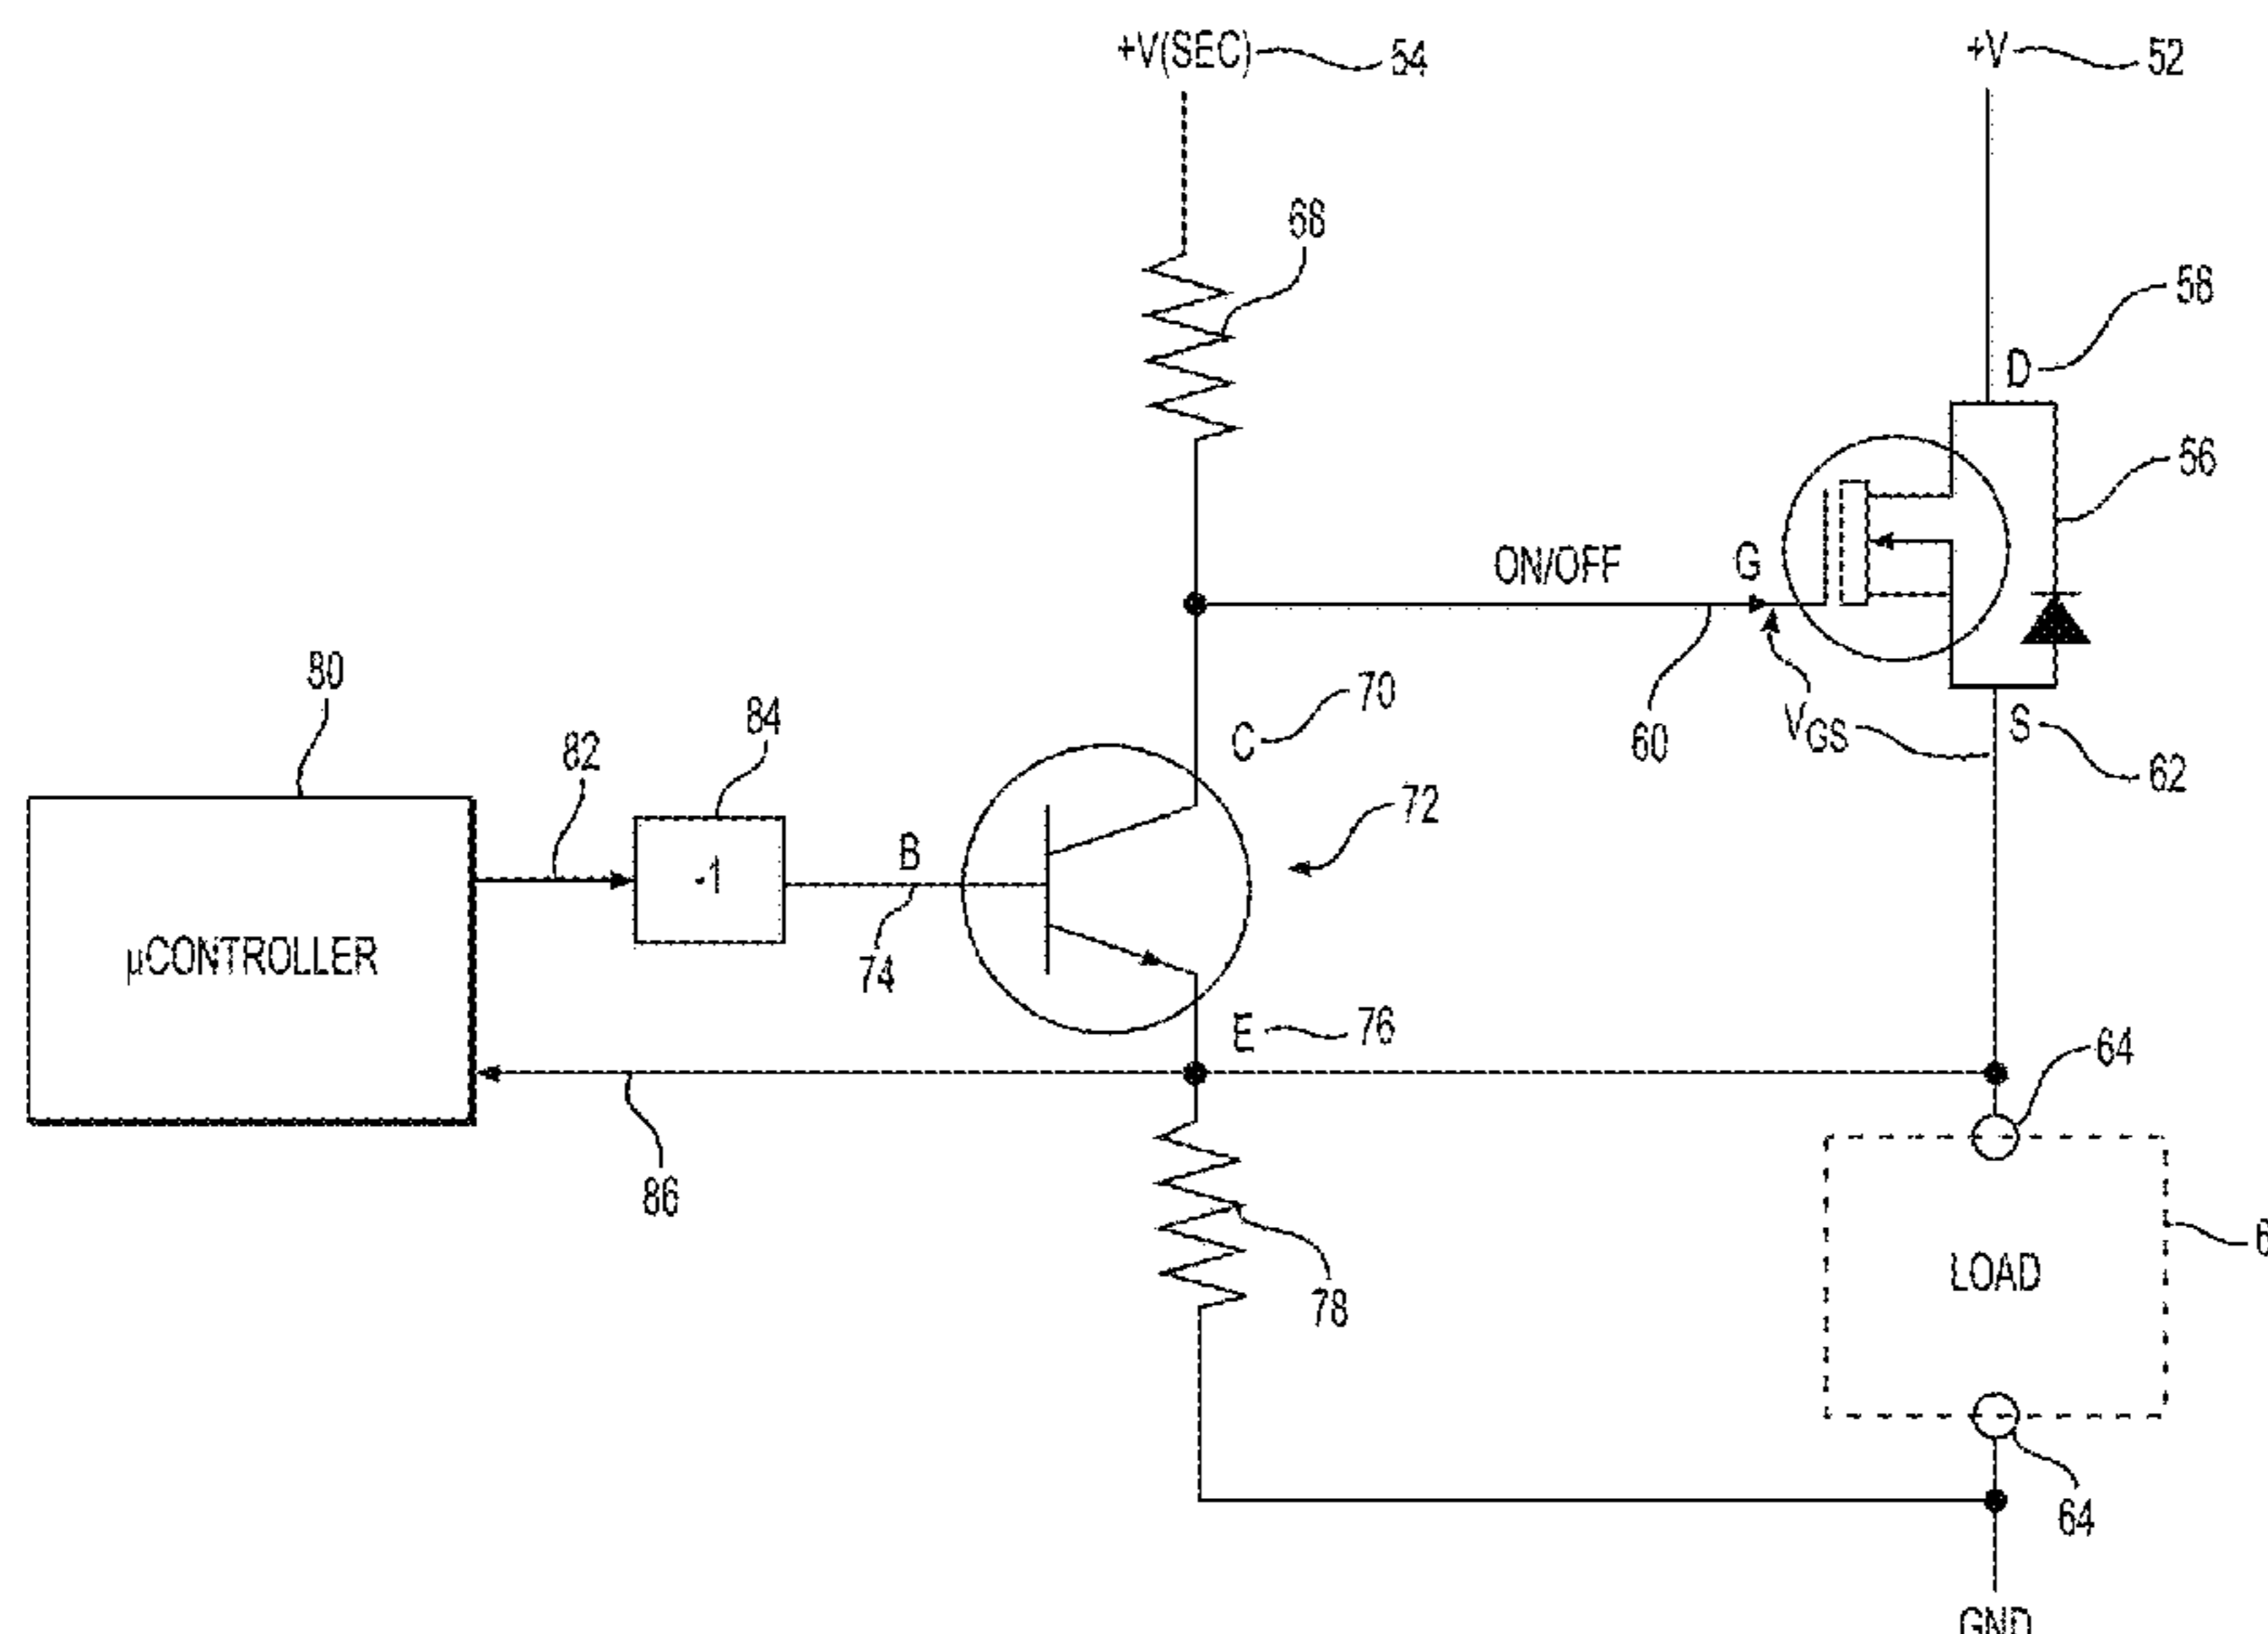 +V(SEC) 54
+V 52
68
58
D
56
ON/OFF
G
80
70
84
C
60
VGS
S
62
82
72
B
-1
μCONTROLLER
74
E 76
64
86
78
LOAD
64
GND